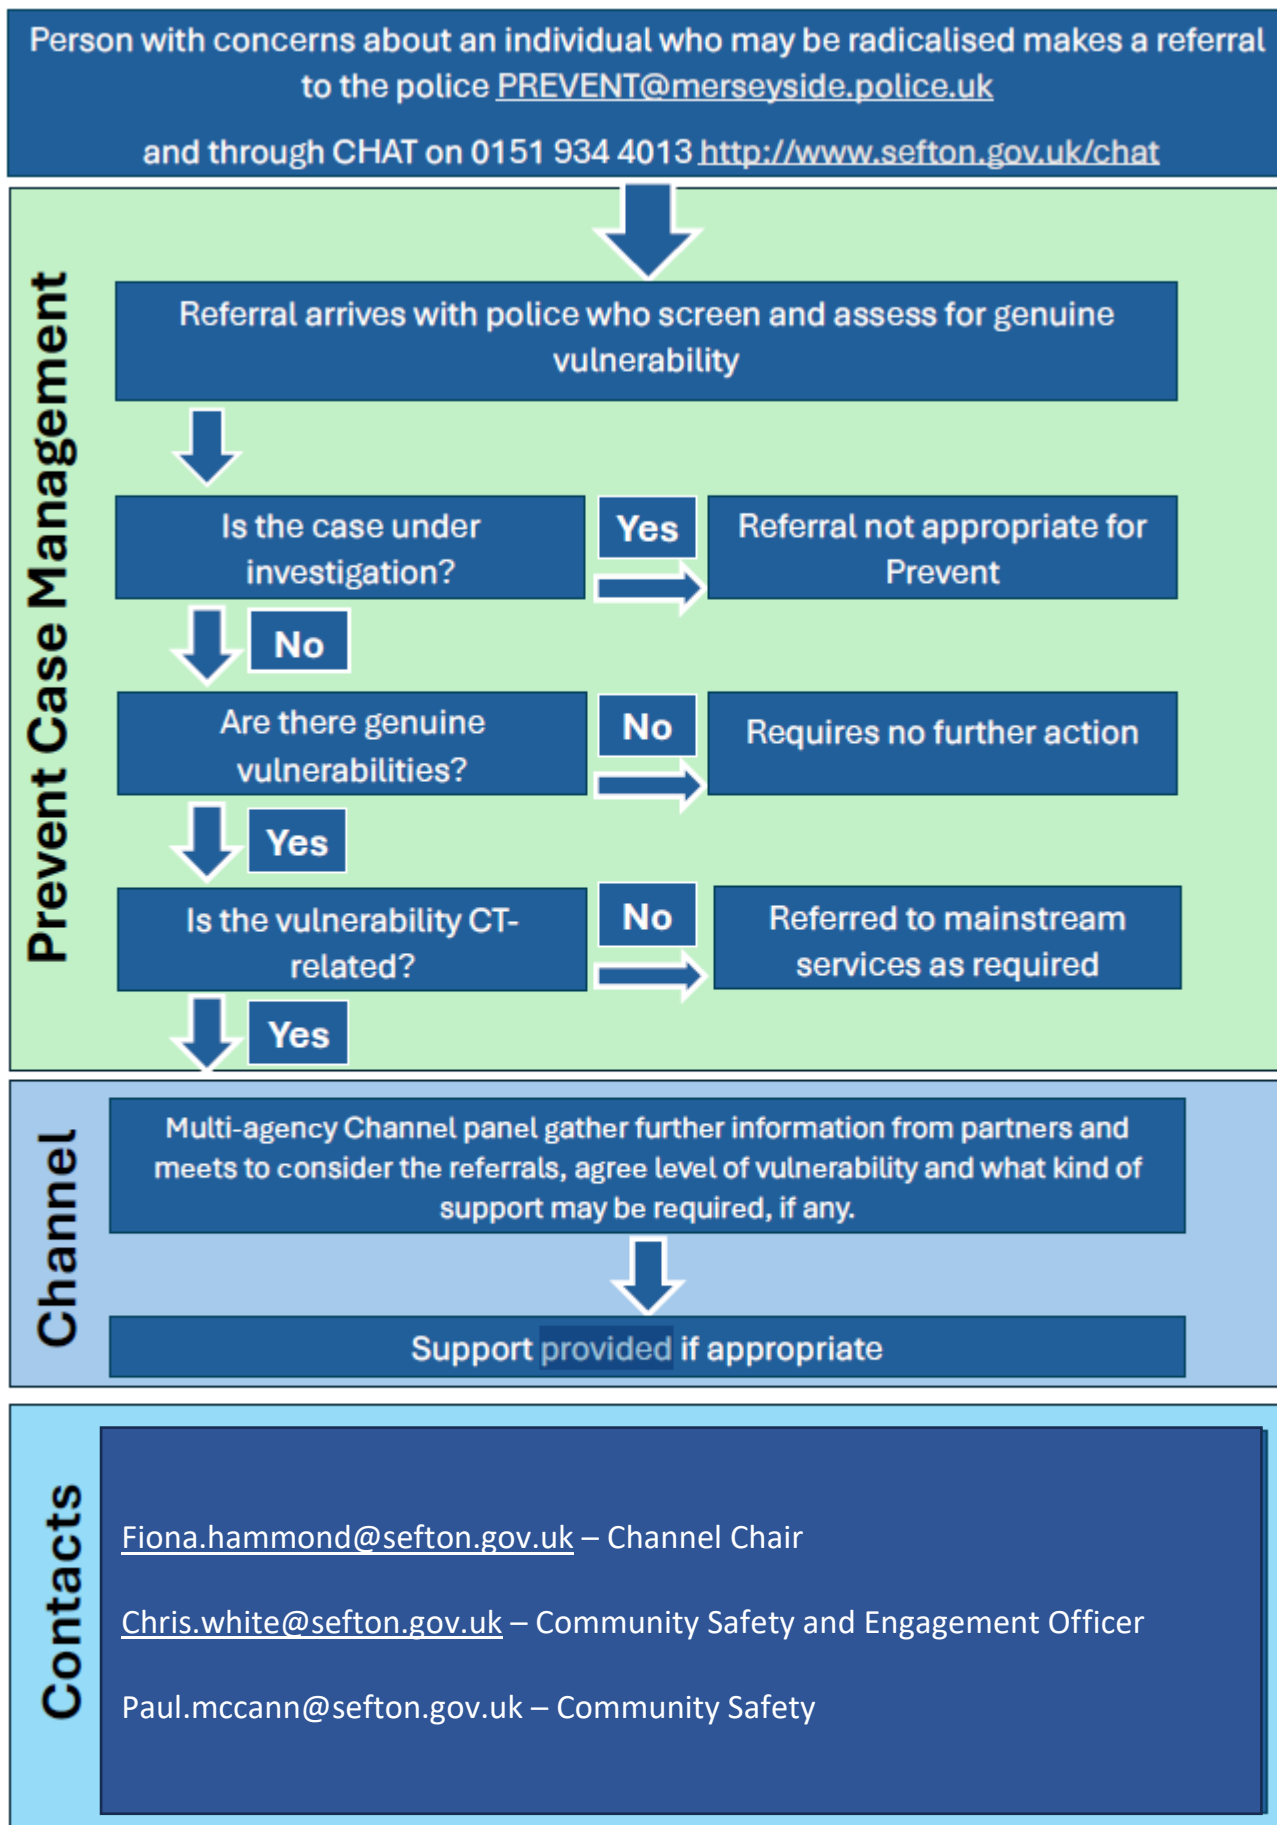 Person with concerns about an individual who may be radicalised makes a referral
to the police PREVENT@merseyside.police.uk
and through CHAT on 0151 934 4013 http://www.sefton.gov.uk/chat
Prevent Case Management
Referral arrives with police who screen and assess for genuine
vulnerability
Is the case under
investigation?
Yes
Referral not appropriate for
Prevent
No
Are there genuine
vulnerabilities?
No
Requires no further action
Yes
Is the vulnerability CT-
related?
No
Referred to mainstream
services as required
Yes
Channel
Multi-agency Channel panel gather further information from partners and
meets to consider the referrals, agree level of vulnerability and what kind of
support may be required, if any.
Support provided if appropriate
Contacts
Fiona.hammond@sefton.gov.uk – Channel Chair
Chris.white@sefton.gov.uk – Community Safety and Engagement Officer
Paul.mccann@sefton.gov.uk – Community Safety